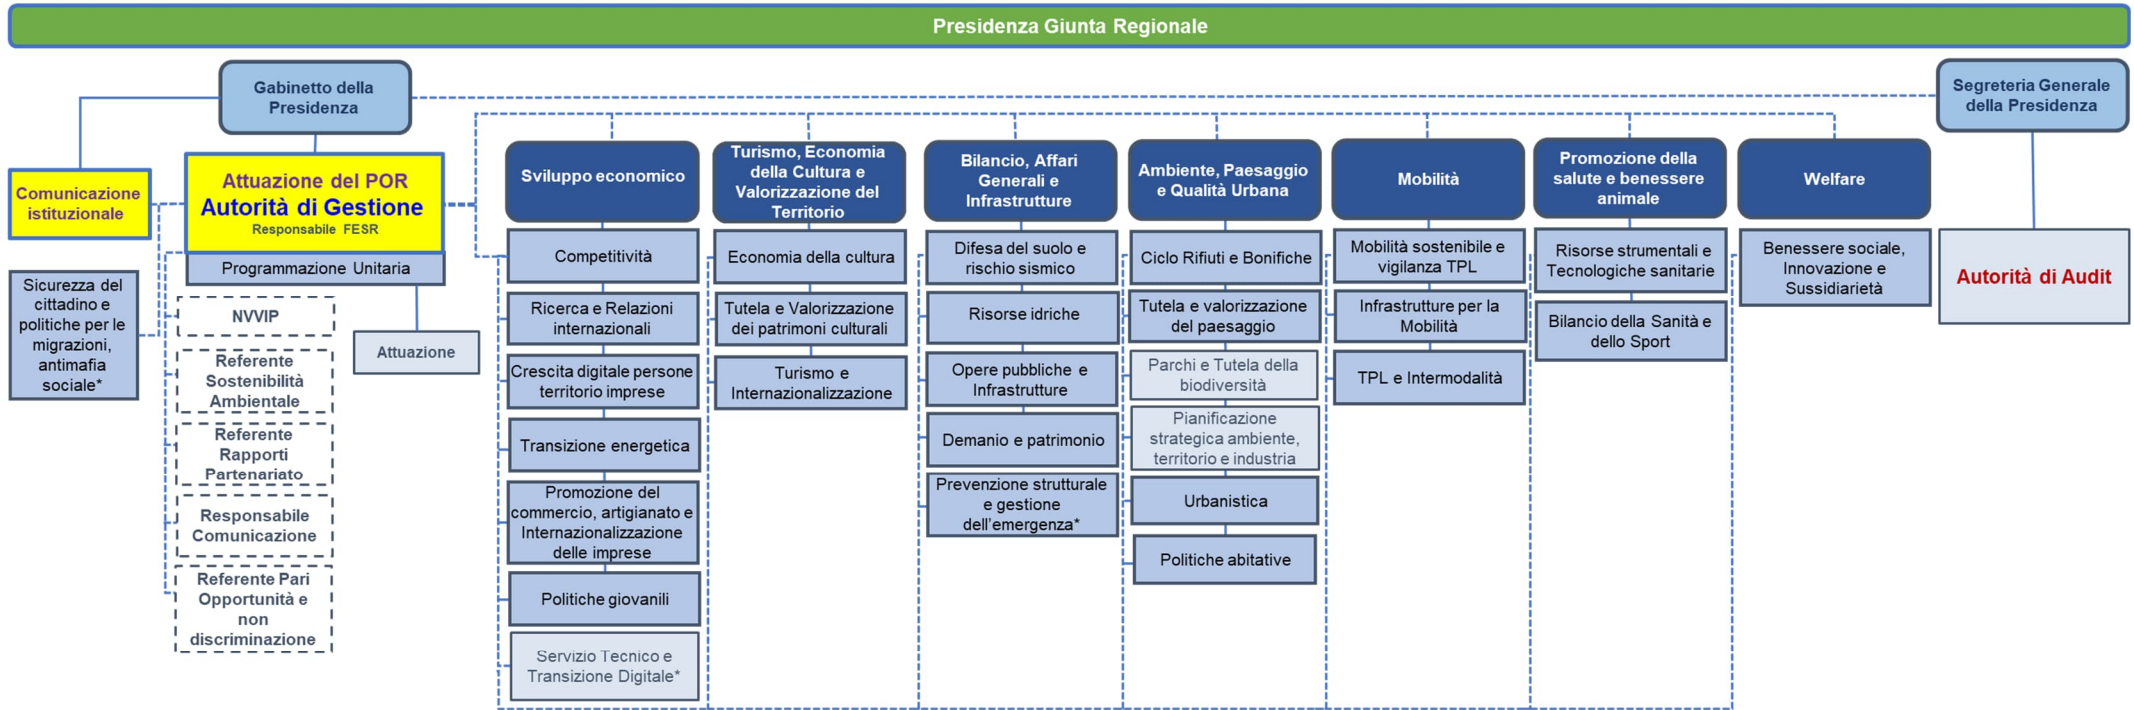 Presidenza Giunta Regionale
Gabinetto della
Presidenza
Segreteria Generale
della Presidenza
Comunicazione
istituzionale
Attuazione del POR
Autorità di Gestione
Responsabile FESR
Programmazione Unitaria
Sicurezza del
cittadino e
politiche per le
migrazioni,
antimafia
sociale*
NVVIP
Referente
Sostenibilità
Ambientale
Referente
Rapporti
Partenariato
Responsabile
Comunicazione
Referente Pari
Opportunità e
non
discriminazione
Attuazione
Sviluppo economico
Competitività
Ricerca e Relazioni
internazionali
Crescita digitale persone
territorio imprese
Transizione energetica
Promozione del
commercio, artigianato e
Internazionalizzazione
delle imprese
Politiche giovanili
Servizio Tecnico e
Transizione Digitale*
Turismo, Economia
della Cultura e
Valorizzazione del
Territorio
Economia della cultura
Tutela e Valorizzazione
dei patrimoni culturali
Turismo e
Internazionalizzazione
Bilancio, Affari
Generali e
Infrastrutture
Difesa del suolo e
rischio sismico
Risorse idriche
Opere pubbliche e
Infrastrutture
Demanio e patrimonio
Prevenzione strutturale
e gestione
dell'emergenza*
Ambiente, Paesaggio
e Qualità Urbana
Ciclo Rifiuti e Bonifiche
Tutela e valorizzazione
del paesaggio
Parchi e Tutela della
biodiversità
Pianificazione
strategica ambiente,
territorio e industria
Urbanistica
Politiche abitative
Mobilità
Mobilità sostenibile e
vigilanza TPL
Infrastrutture per la
Mobilità
TPL e Intermodalità
Promozione della
salute e benessere
animale
Risorse strumentali e
Tecnologiche sanitarie
Bilancio della Sanità e
dello Sport
Welfare
Benessere sociale,
Innovazione e
Sussidiarietà
Autorità di Audit